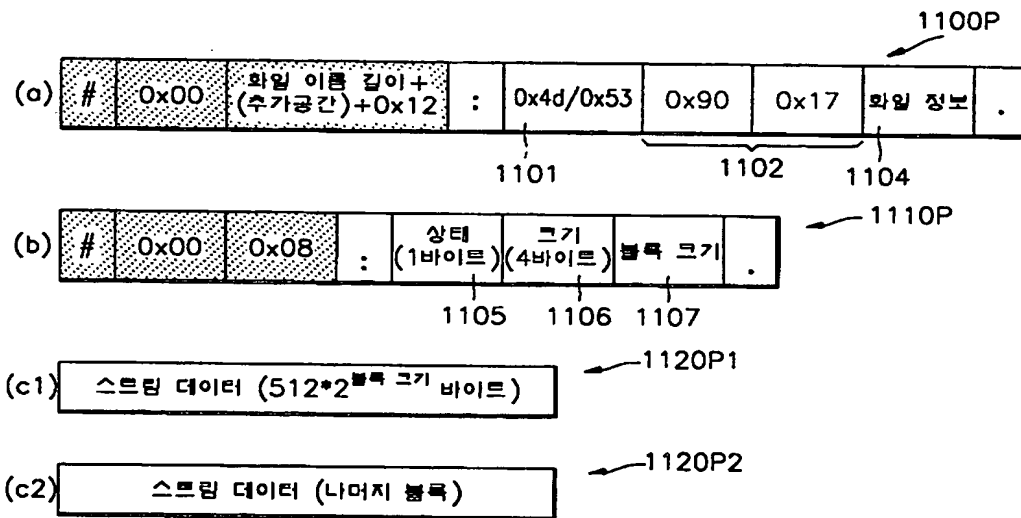 1100P
(a) # 0x00 화일 이름 길이+ (추가공간)+0x12 : 0x4d/0x53 0x90 0x17 화일 정보 .
1101 1102 1104
1110P
(b) # 0x00 0x08 : 상태 (1바이트) 크기 (4바이트) 블록 크기 .
1105 1106 1107
1120P1
(c1) 스트림 데이터 (512*2^블록 크기 바이트)
1120P2
(c2) 스트림 데이터 (나머지 블록)